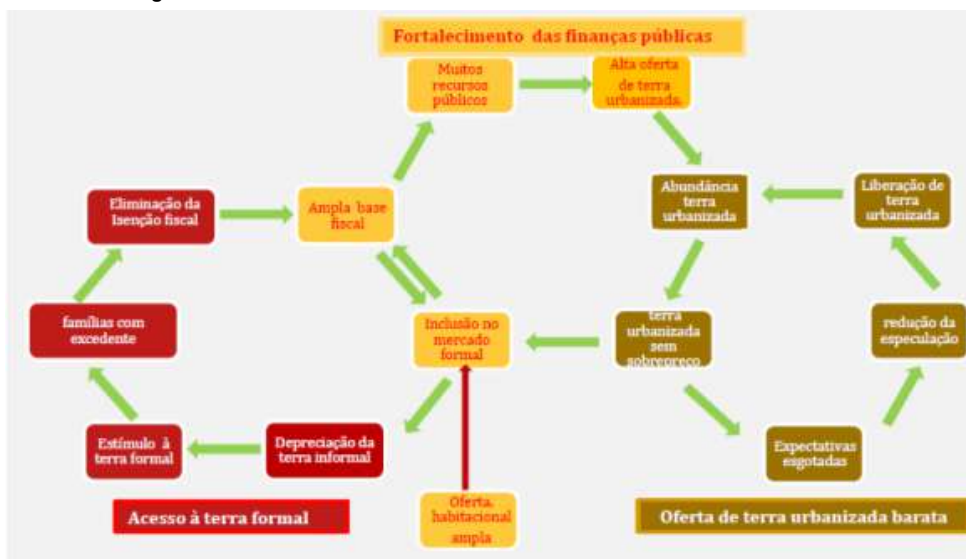 Fortalecimento das finanças públicas
Muitos
recursos
públicos
Alta oferta
de terra
urbanizada.
Eliminação da
Isenção fiscal
Ampla base
fiscal
Abundância
terra
urbanizada
Liberação de
terra
urbanizada
famílias com
excedente
Inclusão no
mercado
formal
terra
urbanizada
sem
sobrepreço
redução da
especulação
Estímulo à
terra formal
Depreciação da
terra informal
Expectativas
esgotadas
Acesso à terra formal
Oferta,
habitacional
ampla
Oferta de terra urbanizada barata